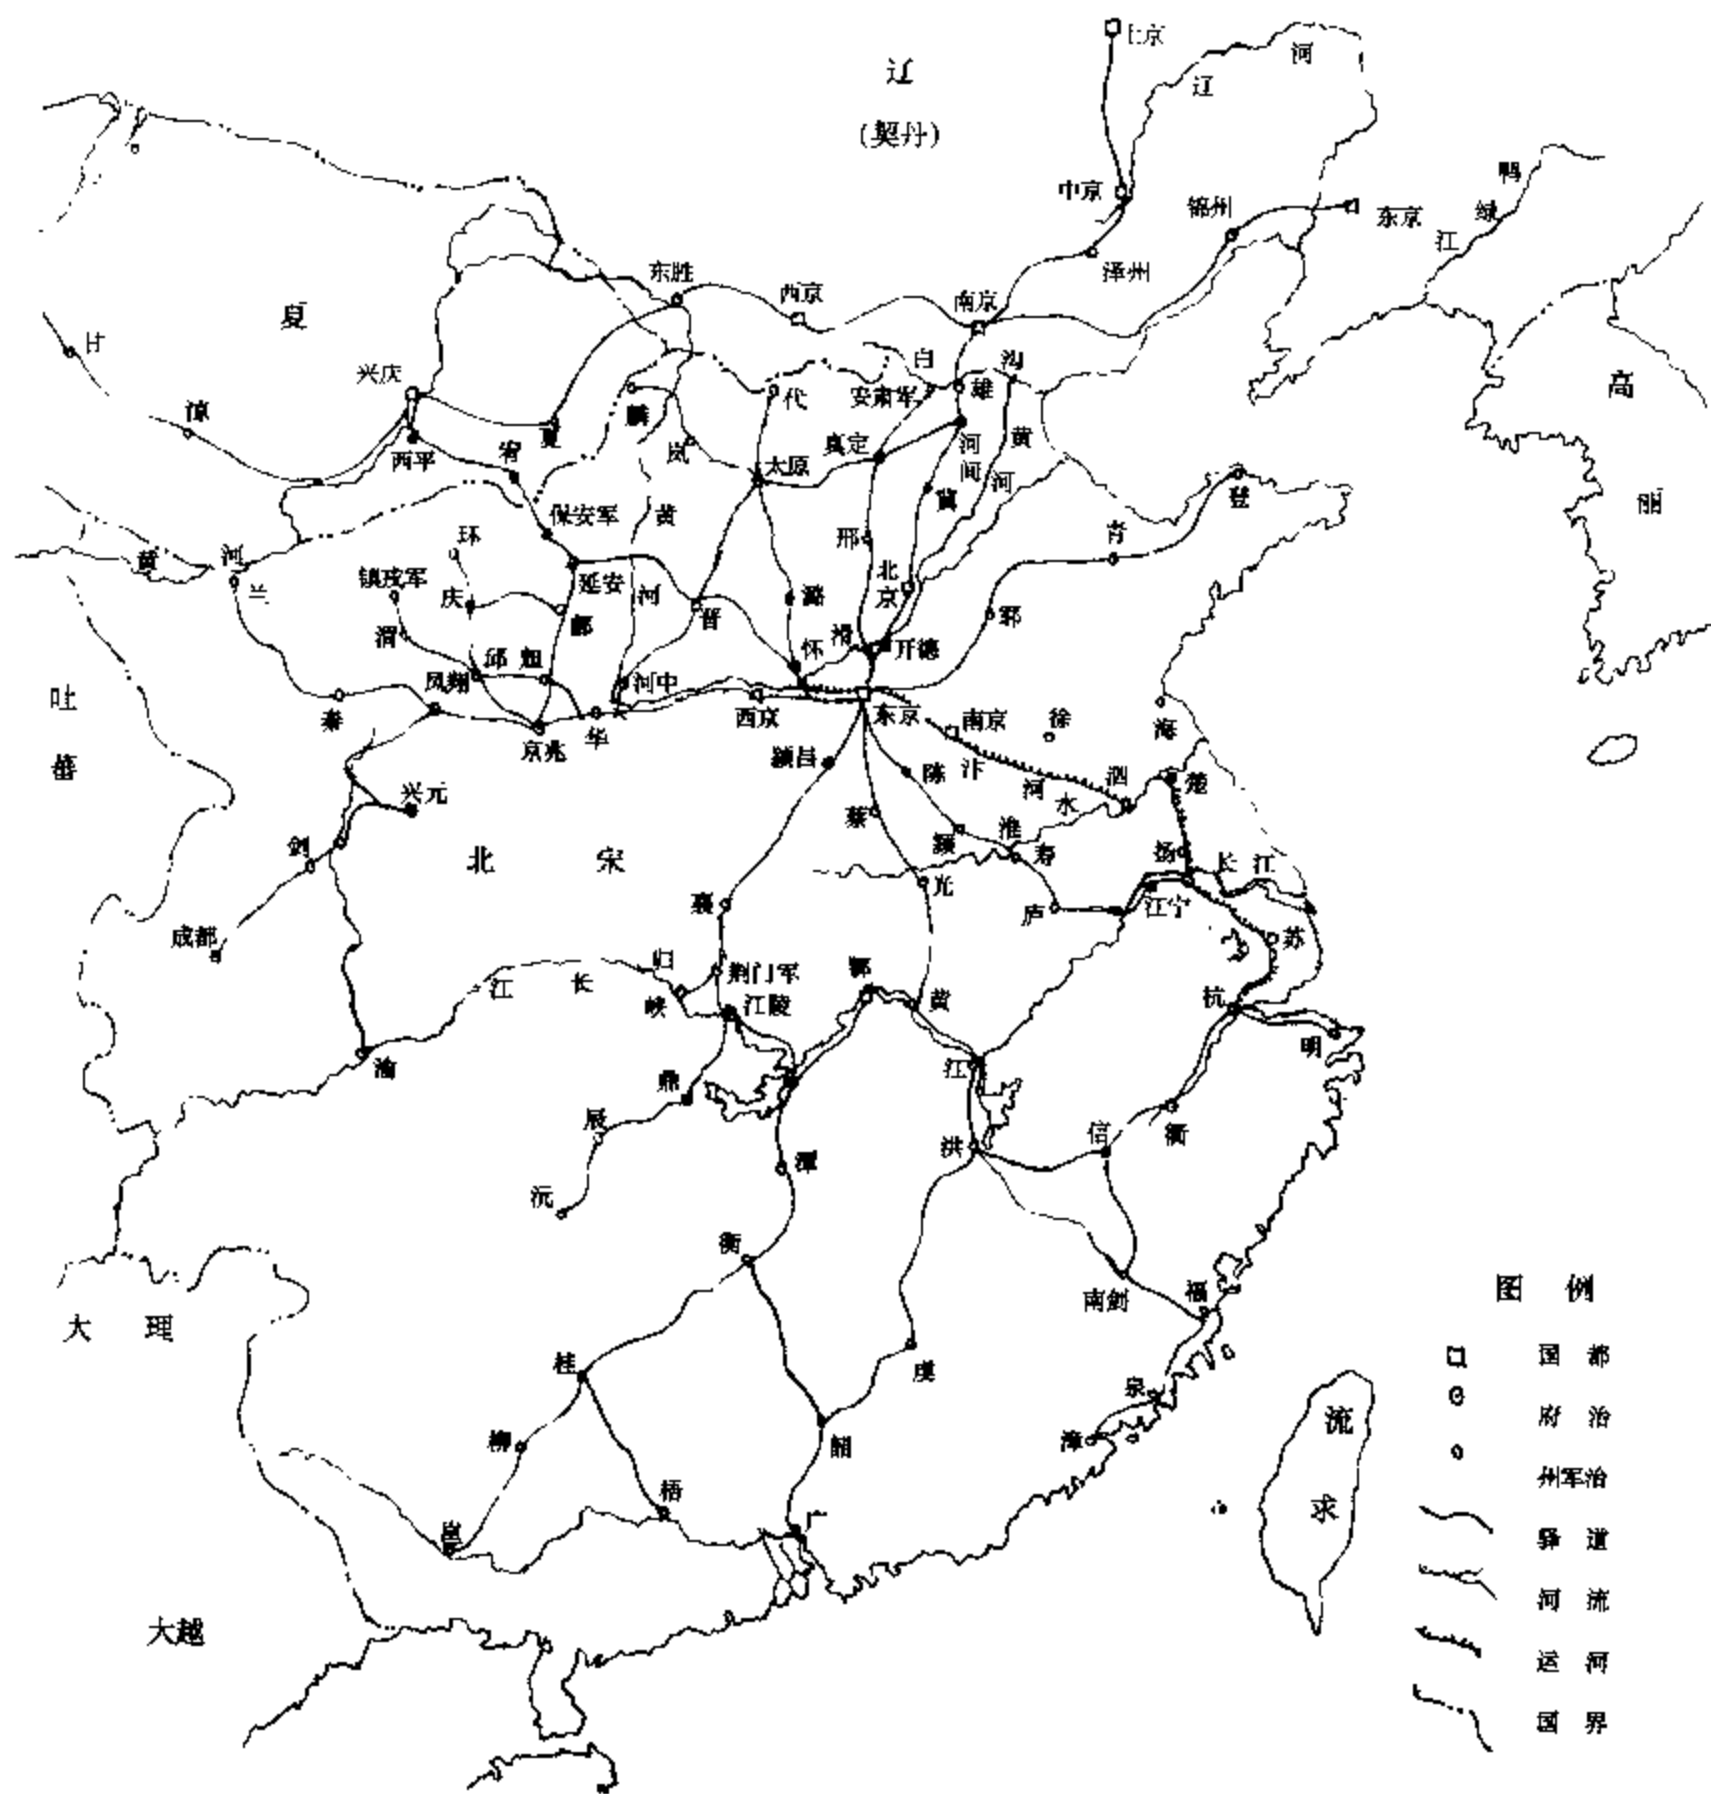 上京
辽
(契丹)
辽河
中京
锦州
东京
鸭绿江
泽州
东胜
西京
南京
夏
甘
兴庆
凉
西平
宥
夏
麟
岚
代
太原
白沟
安肃军
雄
真定
河间
黄河
冀
高丽
登
青
保安军
黄河
环
镇戎军
庆
延安
鄜
渭
黄河
兰
晋
潞
邢
北京
郓
怀
滑
开德
邠
凤翔
河中
吐蕃
秦
京兆
华
西京
东京
南京
徐
海
颍昌
陈
汴河
泗
楚
兴元
蔡
颍
淮水
寿
剑
北宋
扬
长江
襄
光
庐
江宁
苏
成都
归
峡
荆门军
江陵
长江
鄂
黄
杭
明
渝
鼎
江
辰
潭
洪
信
衢
沅
衡
南剑
福
大理
桂
虔
泉
柳
韶
漳
流求
梧
邕
广
大越
图例
国都
府治
州军治
驿道
河流
运河
国界